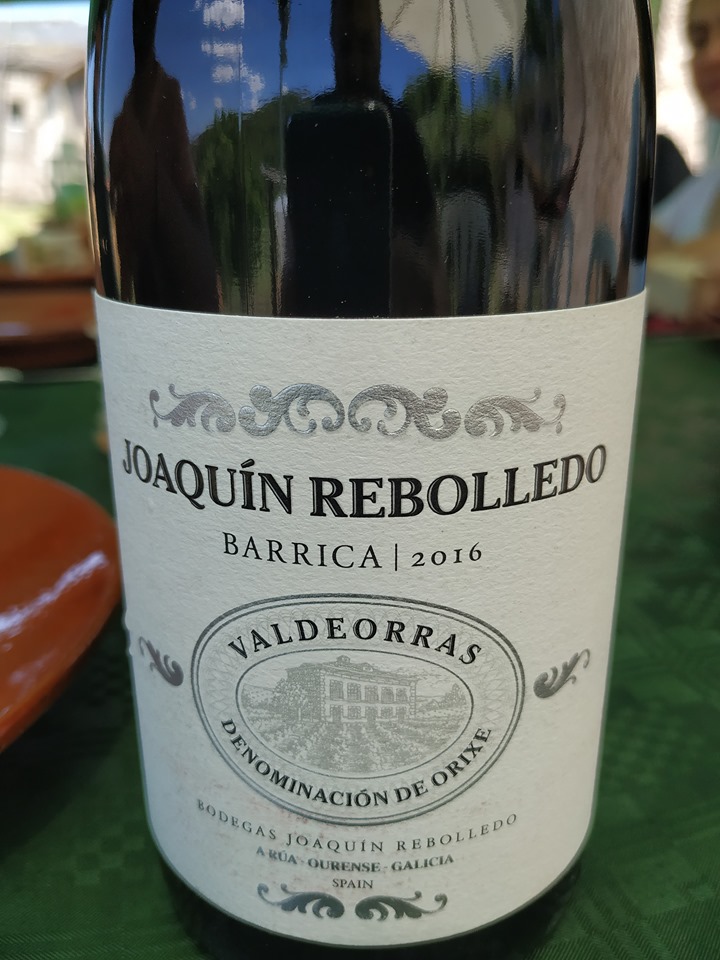 JOAQUÍN REBOLLEDO
BARRICA | 2016
VALDEORRAS
DENOMINACIÓN DE ORIXE
BODEGAS JOAQUÍN REBOLLEDO
A RÚA - OURENSE - GALICIA
SPAIN